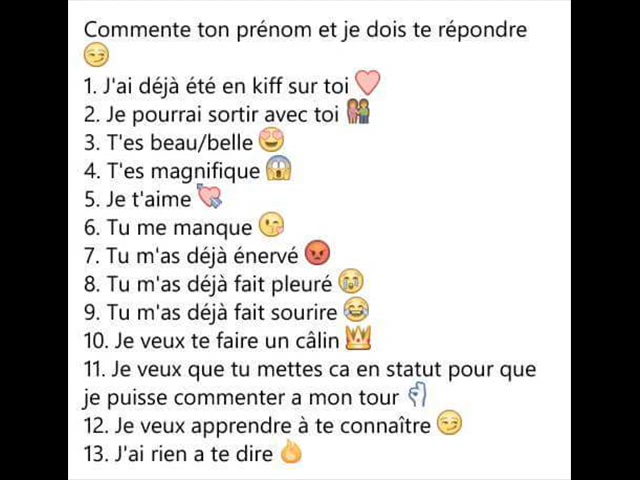 Commente ton prénom et je dois te répondre
😏
1. J'ai déjà été en kiff sur toi ❤️
2. Je pourrai sortir avec toi 👫
3. T'es beau/belle 😍
4. T'es magnifique 😱
5. Je t'aime 💘
6. Tu me manque 😘
7. Tu m'as déjà énervé 😡
8. Tu m'as déjà fait pleuré 😭
9. Tu m'as déjà fait sourire 😂
10. Je veux te faire un câlin 👑
11. Je veux que tu mettes ca en statut pour que
je puisse commenter a mon tour 👌
12. Je veux apprendre à te connaître 😏
13. J'ai rien a te dire 🔥